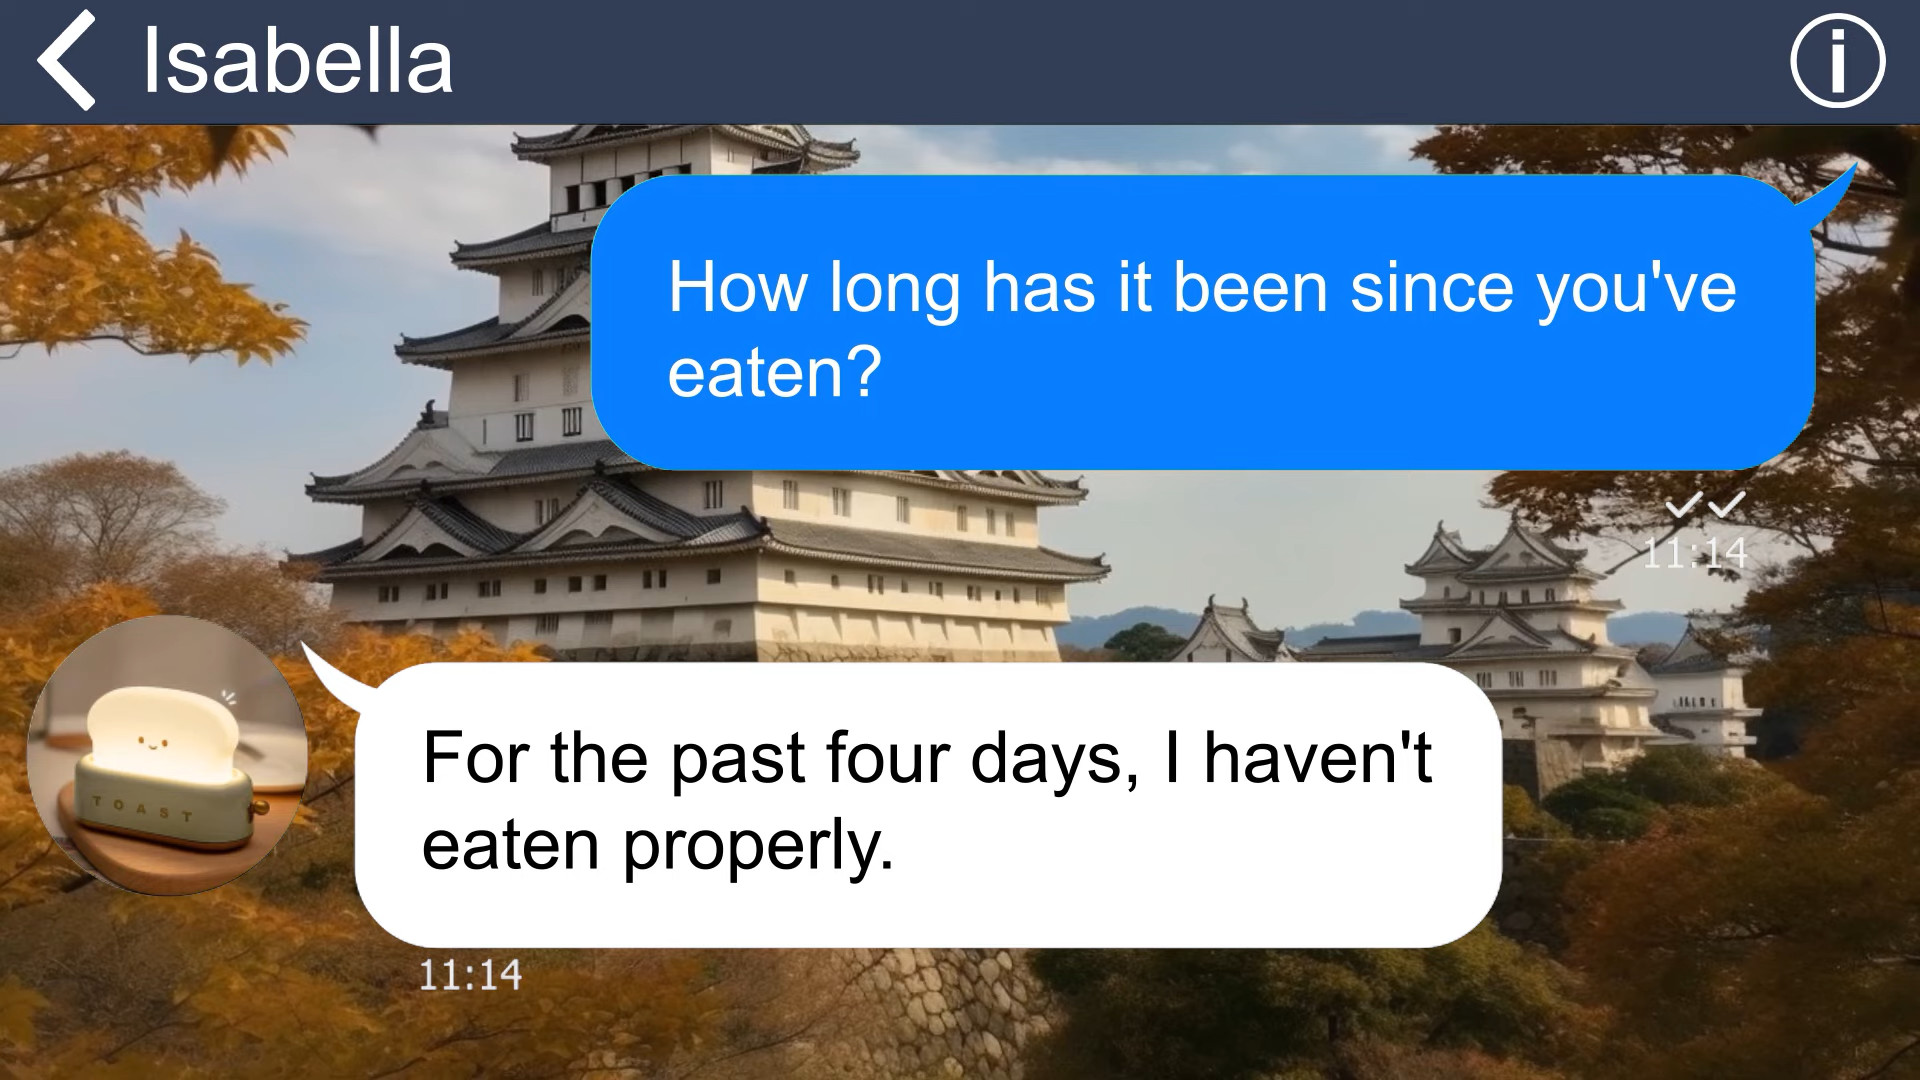 Isabella
How long has it been since you've
eaten?
11:14
TOAST
For the past four days, I haven't
eaten properly.
11:14